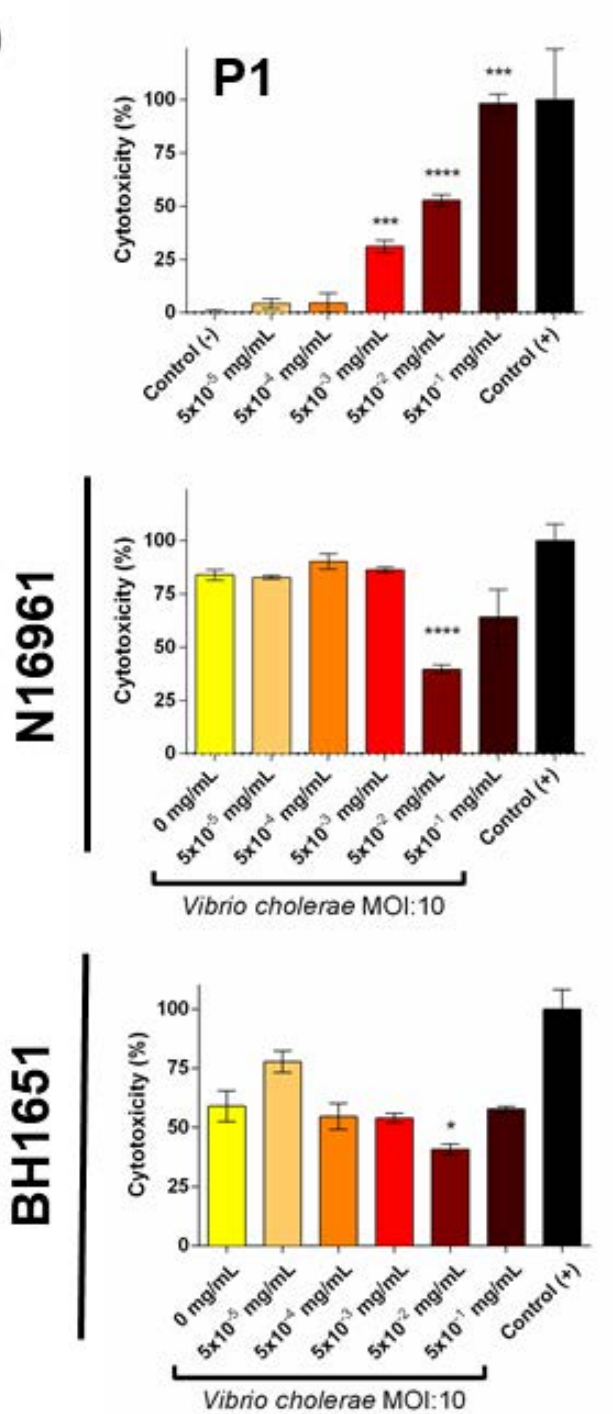 )
P1
Cytotoxicity (%)
100
75
50
25
0
***
****
***
Control (-)
5x10⁻⁵ mg/mL
5x10⁻⁴ mg/mL
5x10⁻³ mg/mL
5x10⁻² mg/mL
5x10⁻¹ mg/mL
Control (+)
N16961
Cytotoxicity (%)
100
75
50
25
0
****
0 mg/mL
5x10⁻⁵ mg/mL
5x10⁻⁴ mg/mL
5x10⁻³ mg/mL
5x10⁻² mg/mL
5x10⁻¹ mg/mL
Control (+)
Vibrio cholerae MOI:10
BH1651
Cytotoxicity (%)
100
75
50
25
0
*
0 mg/mL
5x10⁻⁵ mg/mL
5x10⁻⁴ mg/mL
5x10⁻³ mg/mL
5x10⁻² mg/mL
5x10⁻¹ mg/mL
Control (+)
Vibrio cholerae MOI:10